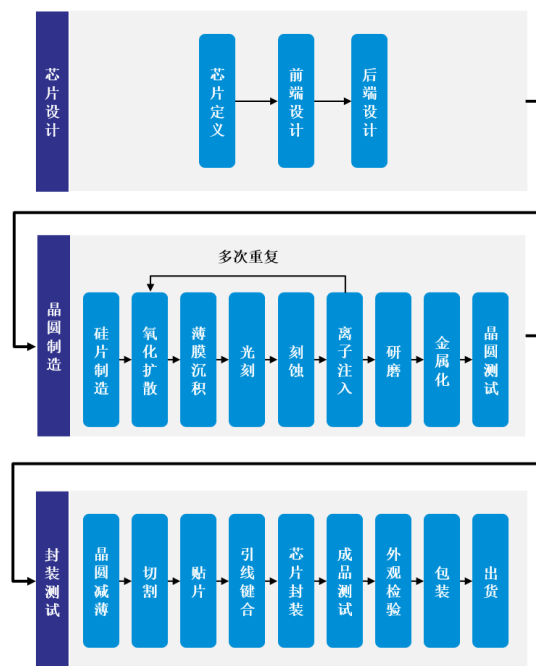 芯片设计
芯片定义
前端设计
后端设计
晶圆制造
多次重复
硅片制造
氧化扩散
薄膜沉积
光刻
刻蚀
离子注入
研磨
金属化
晶圆测试
封装测试
晶圆减薄
切割
贴片
引线键合
芯片封装
成品测试
外观检验
包装
出货